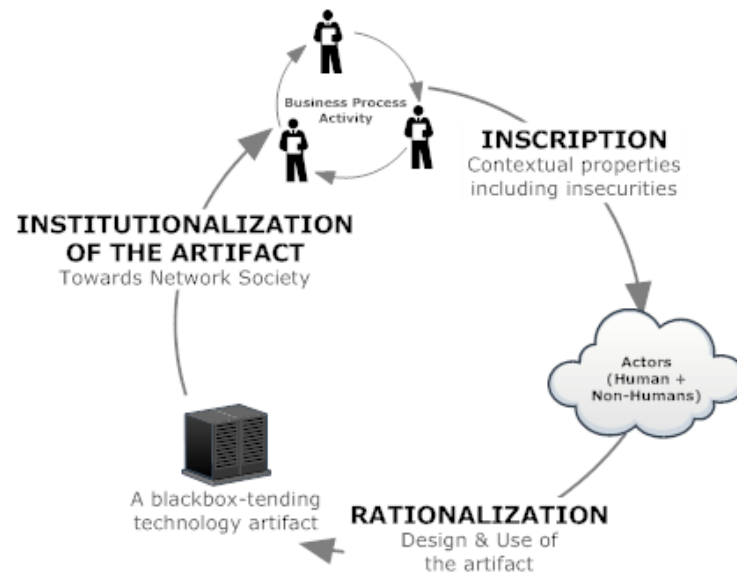 Business Process
Activity
INSCRIPTION
Contextual properties
including insecurities
Actors
(Human +
Non-Humans)
RATIONALIZATION
Design & Use of
the artifact
A blackbox-tending
technology artifact
INSTITUTIONALIZATION
OF THE ARTIFACT
Towards Network Society